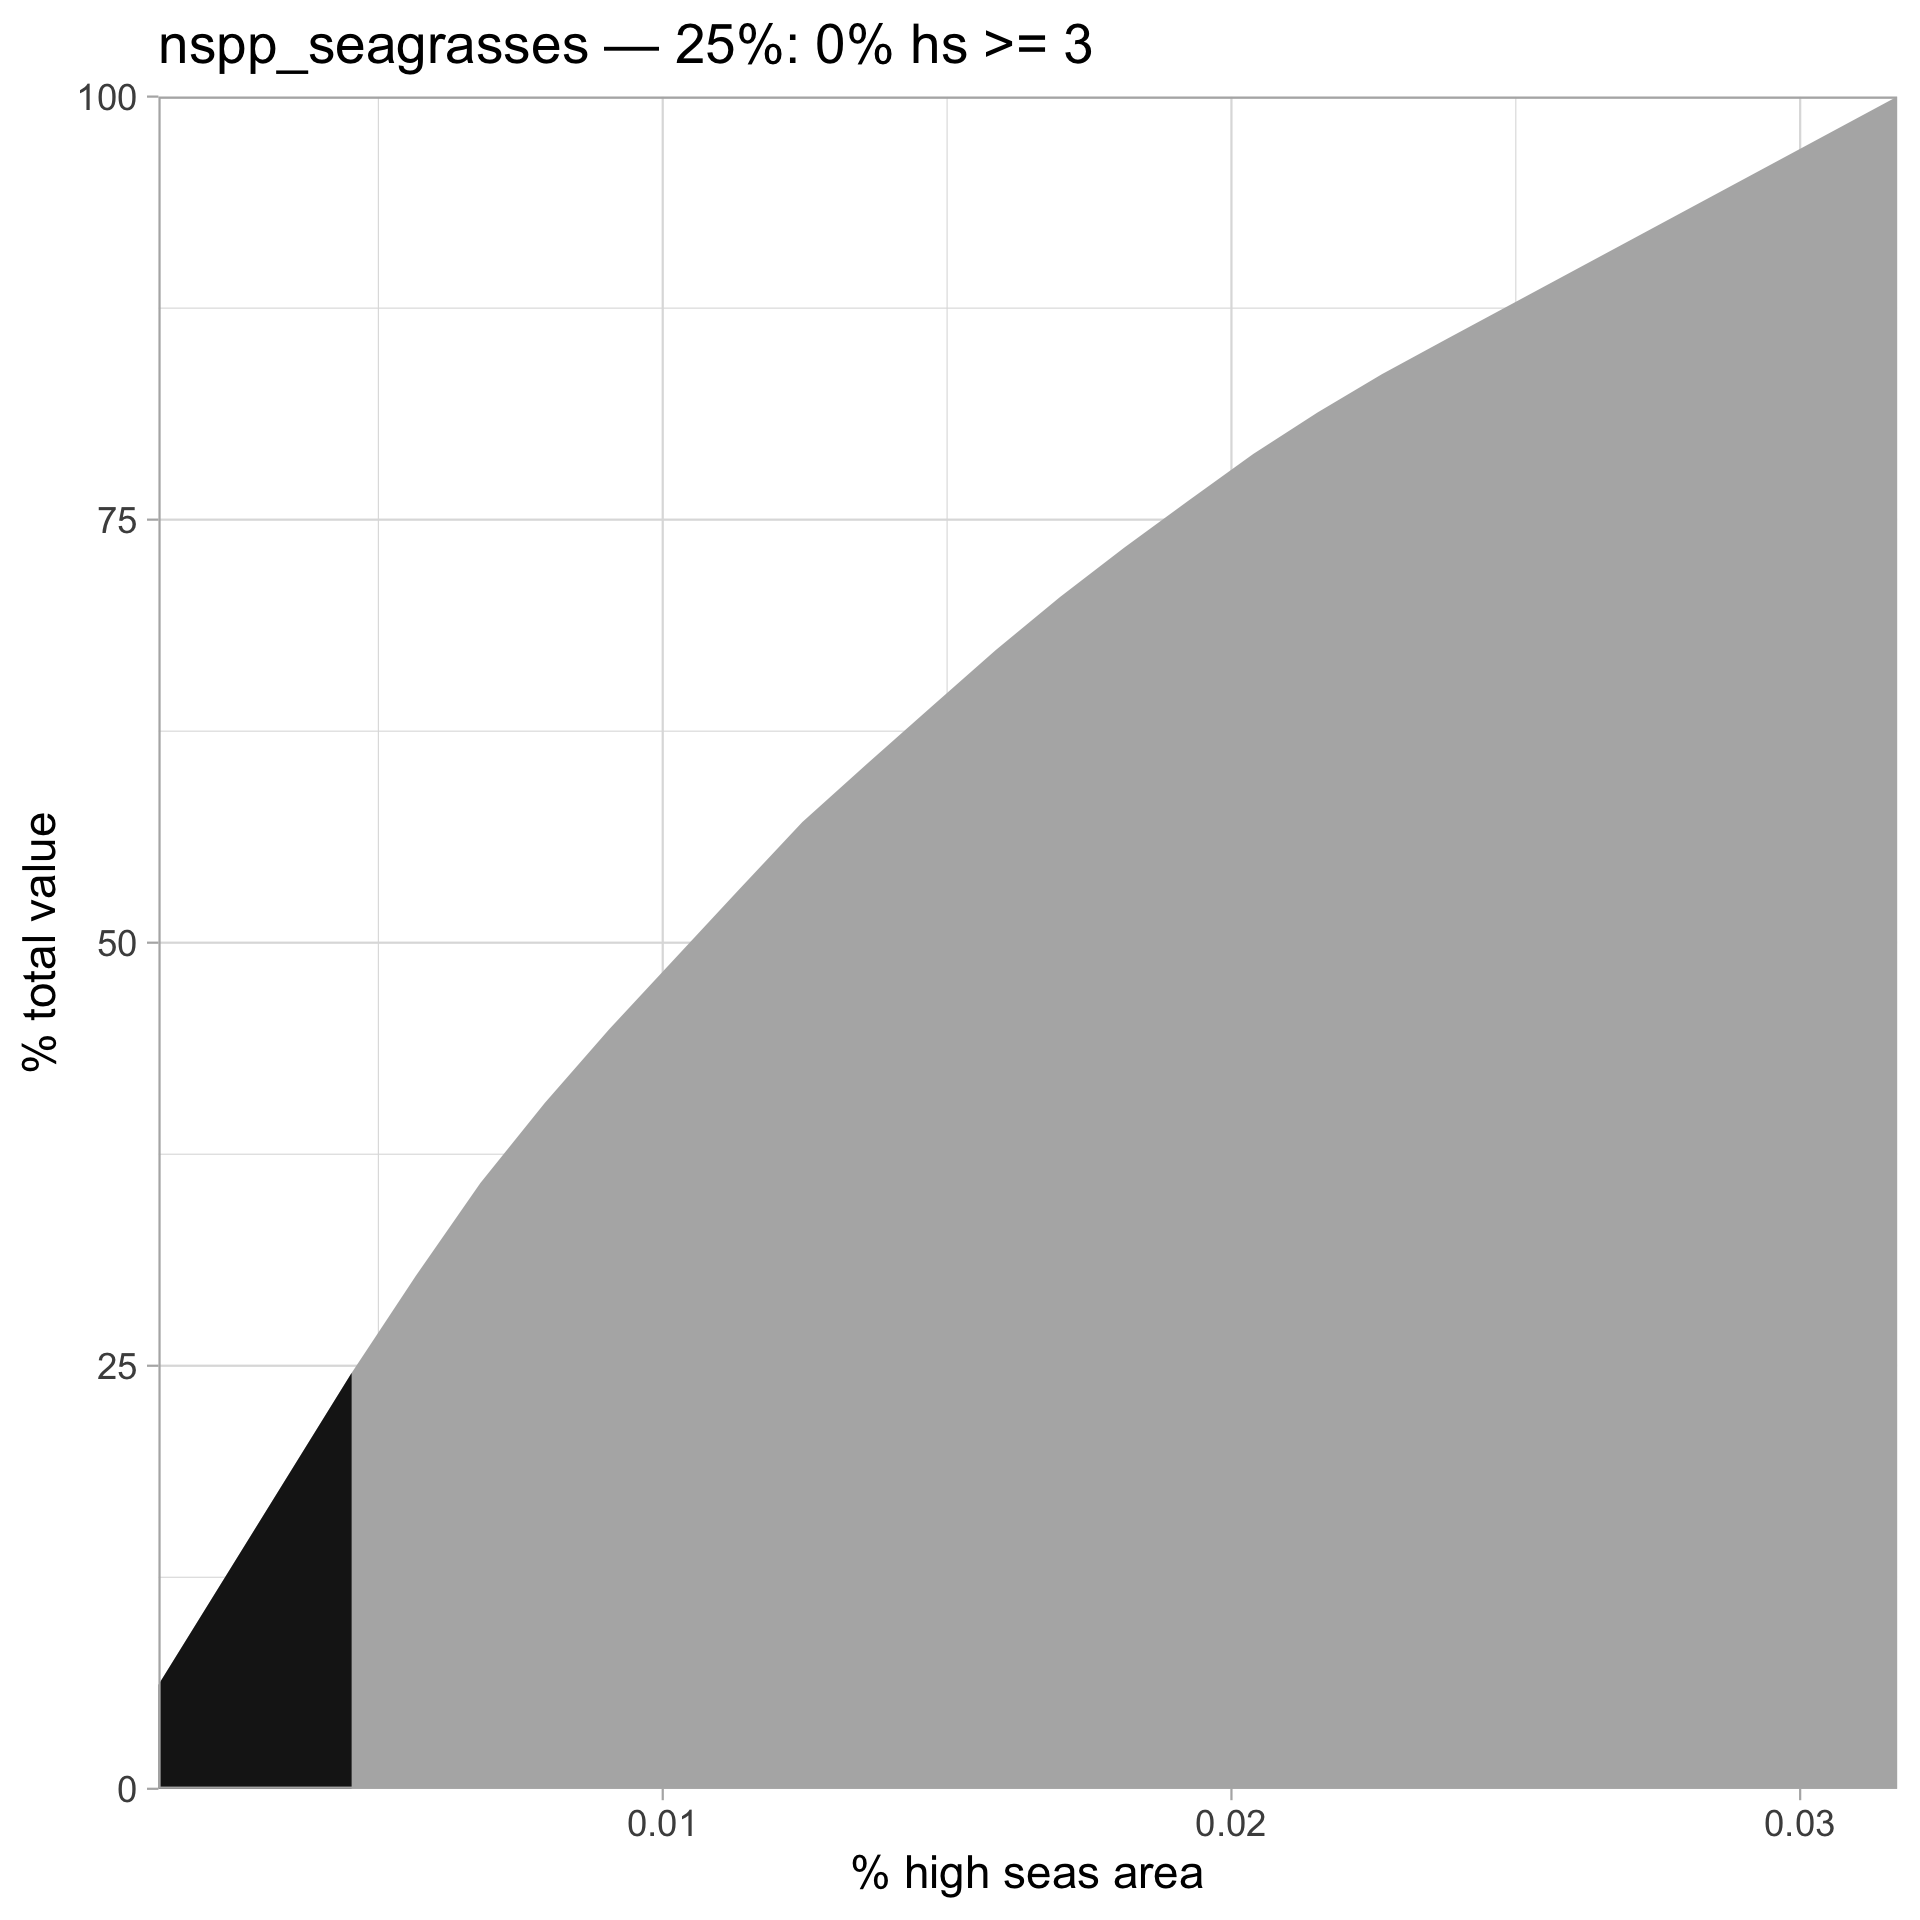 nspp_seagrasses — 25%: 0% hs >= 3
100
75
50
25
0
% total value
0.01 0.02 0.03
% high seas area